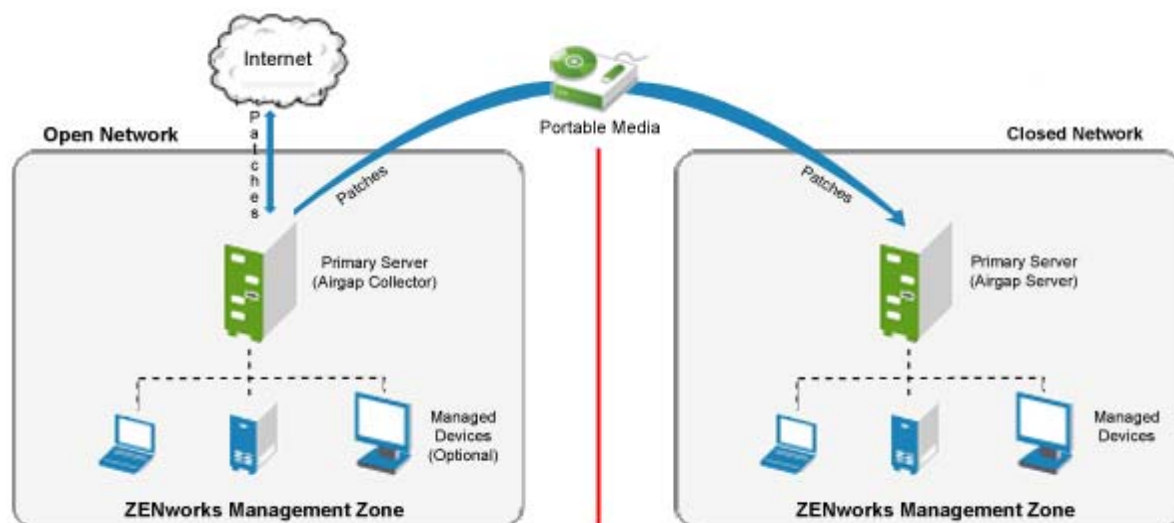 Internet
Patches
Portable Media
Open Network
Closed Network
Patches
Patches
Primary Server
(Airgap Collector)
Primary Server
(Airgap Server)
Managed
Devices
(Optional)
Managed
Devices
ZENworks Management Zone
ZENworks Management Zone